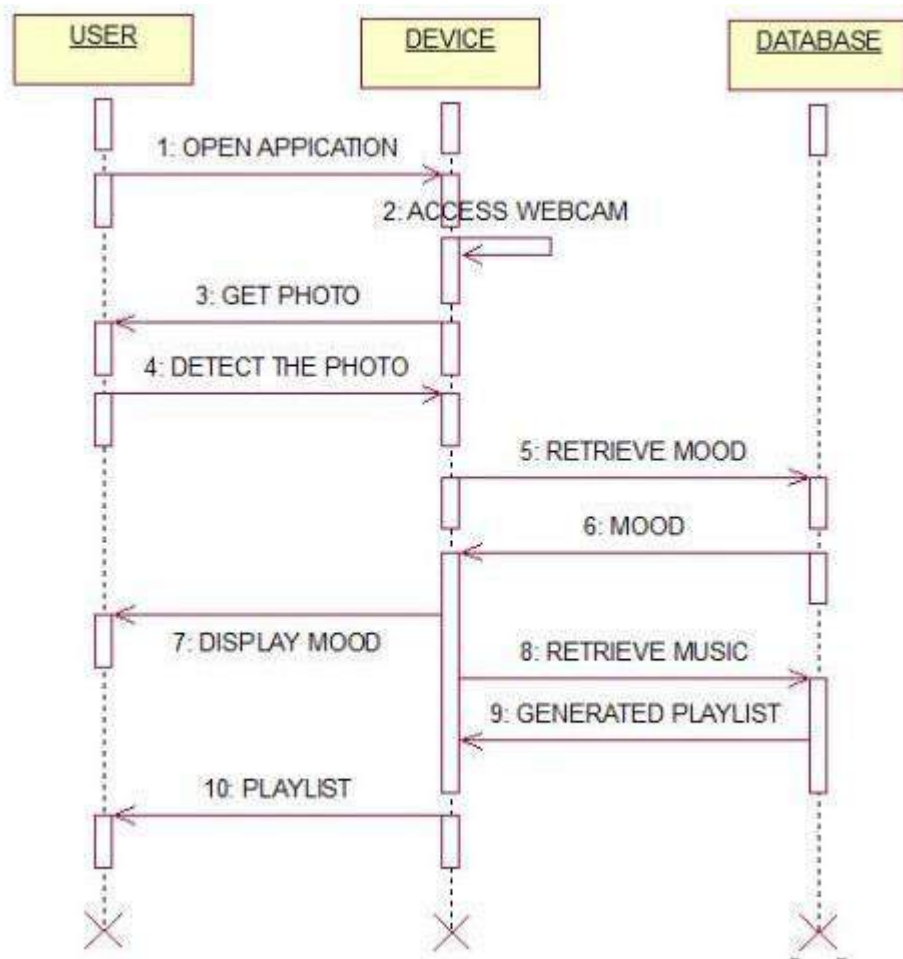 USER
DEVICE
DATABASE
1: OPEN APPICATION
2: ACCESS WEBCAM
3: GET PHOTO
4: DETECT THE PHOTO
5: RETRIEVE MOOD
6: MOOD
7: DISPLAY MOOD
8: RETRIEVE MUSIC
9: GENERATED PLAYLIST
10: PLAYLIST